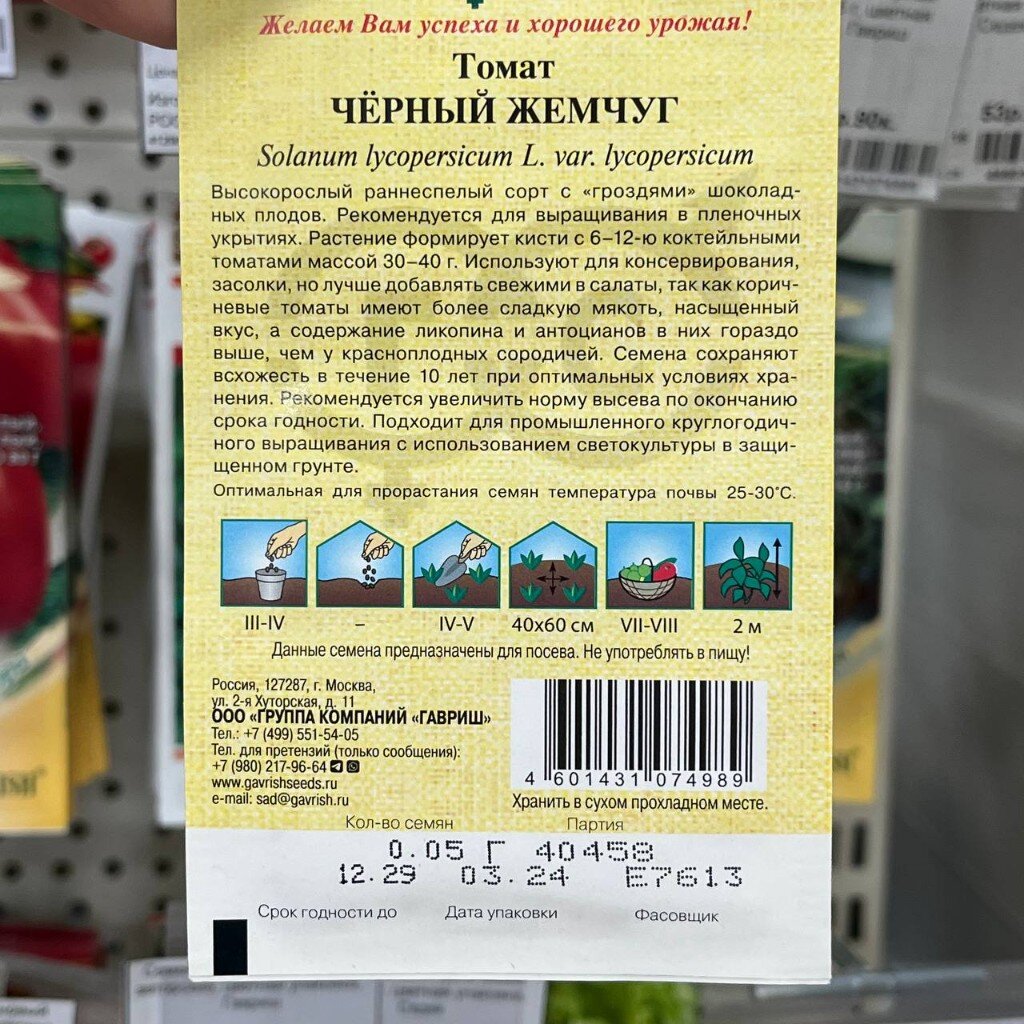 Желаем Вам успеха и хорошего урожая!
Томат
ЧЁРНЫЙ ЖЕМЧУГ
Solanum lycopersicum L. var. lycopersicum
Высокорослый раннеспелый сорт с «гроздями» шоколад-
ных плодов. Рекомендуется для выращивания в пленочных
укрытиях. Растение формирует кисти с 6–12-ю коктейльными
томатами массой 30–40 г. Используют для консервирования,
засолки, но лучше добавлять свежими в салаты, так как корич-
невые томаты имеют более сладкую мякоть, насыщенный
вкус, а содержание ликопина и антоцианов в них гораздо
выше, чем у красноплодных сородичей. Семена сохраняют
всхожесть в течение 10 лет при оптимальных условиях хра-
нения. Рекомендуется увеличить норму высева по окончанию
срока годности. Подходит для промышленного круглогодич-
ного выращивания с использованием светокультуры в защи-
щенном грунте.
Оптимальная для прорастания семян температура почвы 25-30°С.
III-IV – IV-V 40x60 см VII-VIII 2 м
Данные семена предназначены для посева. Не употреблять в пищу!
Россия, 127287, г. Москва,
ул. 2-я Хуторская, д. 11
ООО «ГРУППА КОМПАНИЙ «ГАВРИШ»
Тел.: +7 (499) 551-54-05
Тел. для претензий (только сообщения):
+7 (980) 217-96-64
www.gavrishseeds.ru
e-mail: sad@gavrish.ru
4 601431 074989
Хранить в сухом прохладном месте.
Кол-во семян Партия
0.05 Г 40458
12.29 03.24 Е7613
Срок годности до Дата упаковки Фасовщик